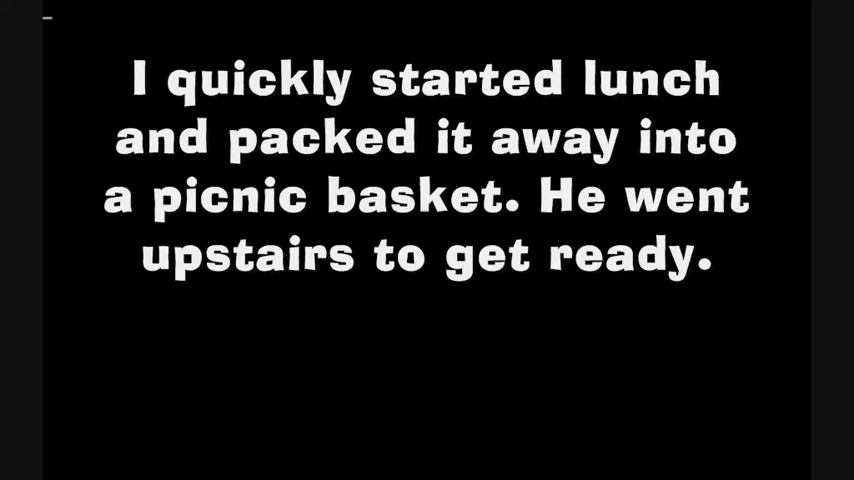 I quickly started lunch
and packed it away into
a picnic basket. He went
upstairs to get ready.